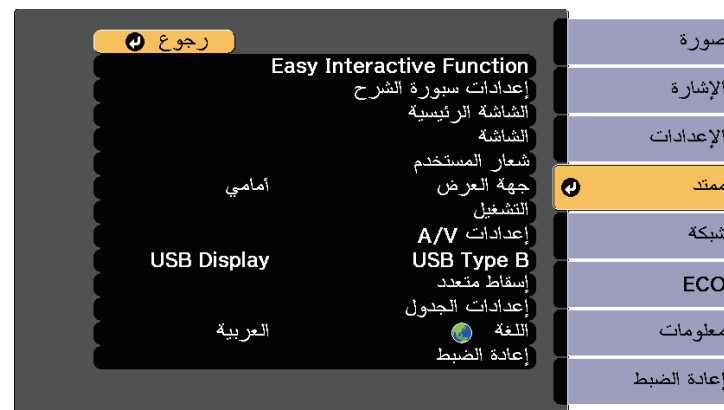 رجوع
Easy Interactive Function
إعدادات سبورة الشرح
الشاشة الرئيسية
الشاشة
شعار المستخدم
جهة العرض أمامي
التشغيل
إعدادات A/V
USB Type B USB Display
إسقاط متعدد
إعدادات الجدول
اللغة العربية
إعادة الضبط
صورة
الإشارة
الإعدادات
ممتد
شبكة
ECO
معلومات
إعادة الضبط